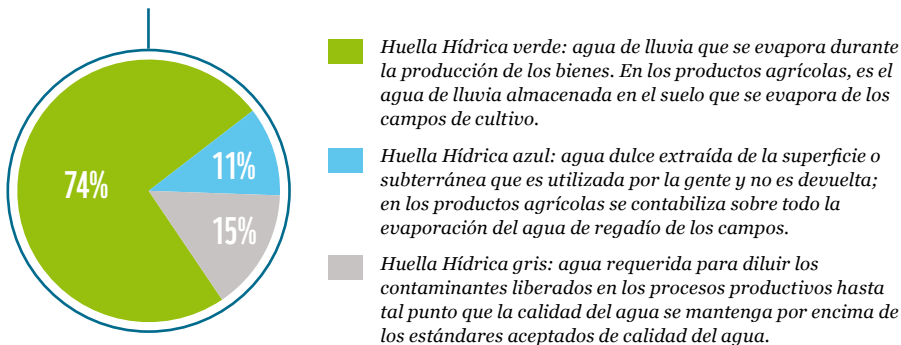 74%
11%
15%
Huella Hídrica verde: agua de lluvia que se evapora durante
la producción de los bienes. En los productos agrícolas, es el
agua de lluvia almacenada en el suelo que se evapora de los
campos de cultivo.
Huella Hídrica azul: agua dulce extraída de la superficie o
subterránea que es utilizada por la gente y no es devuelta;
en los productos agrícolas se contabiliza sobre todo la
evaporación del agua de regadío de los campos.
Huella Hídrica gris: agua requerida para diluir los
contaminantes liberados en los procesos productivos hasta
tal punto que la calidad del agua se mantenga por encima de
los estándares aceptados de calidad del agua.